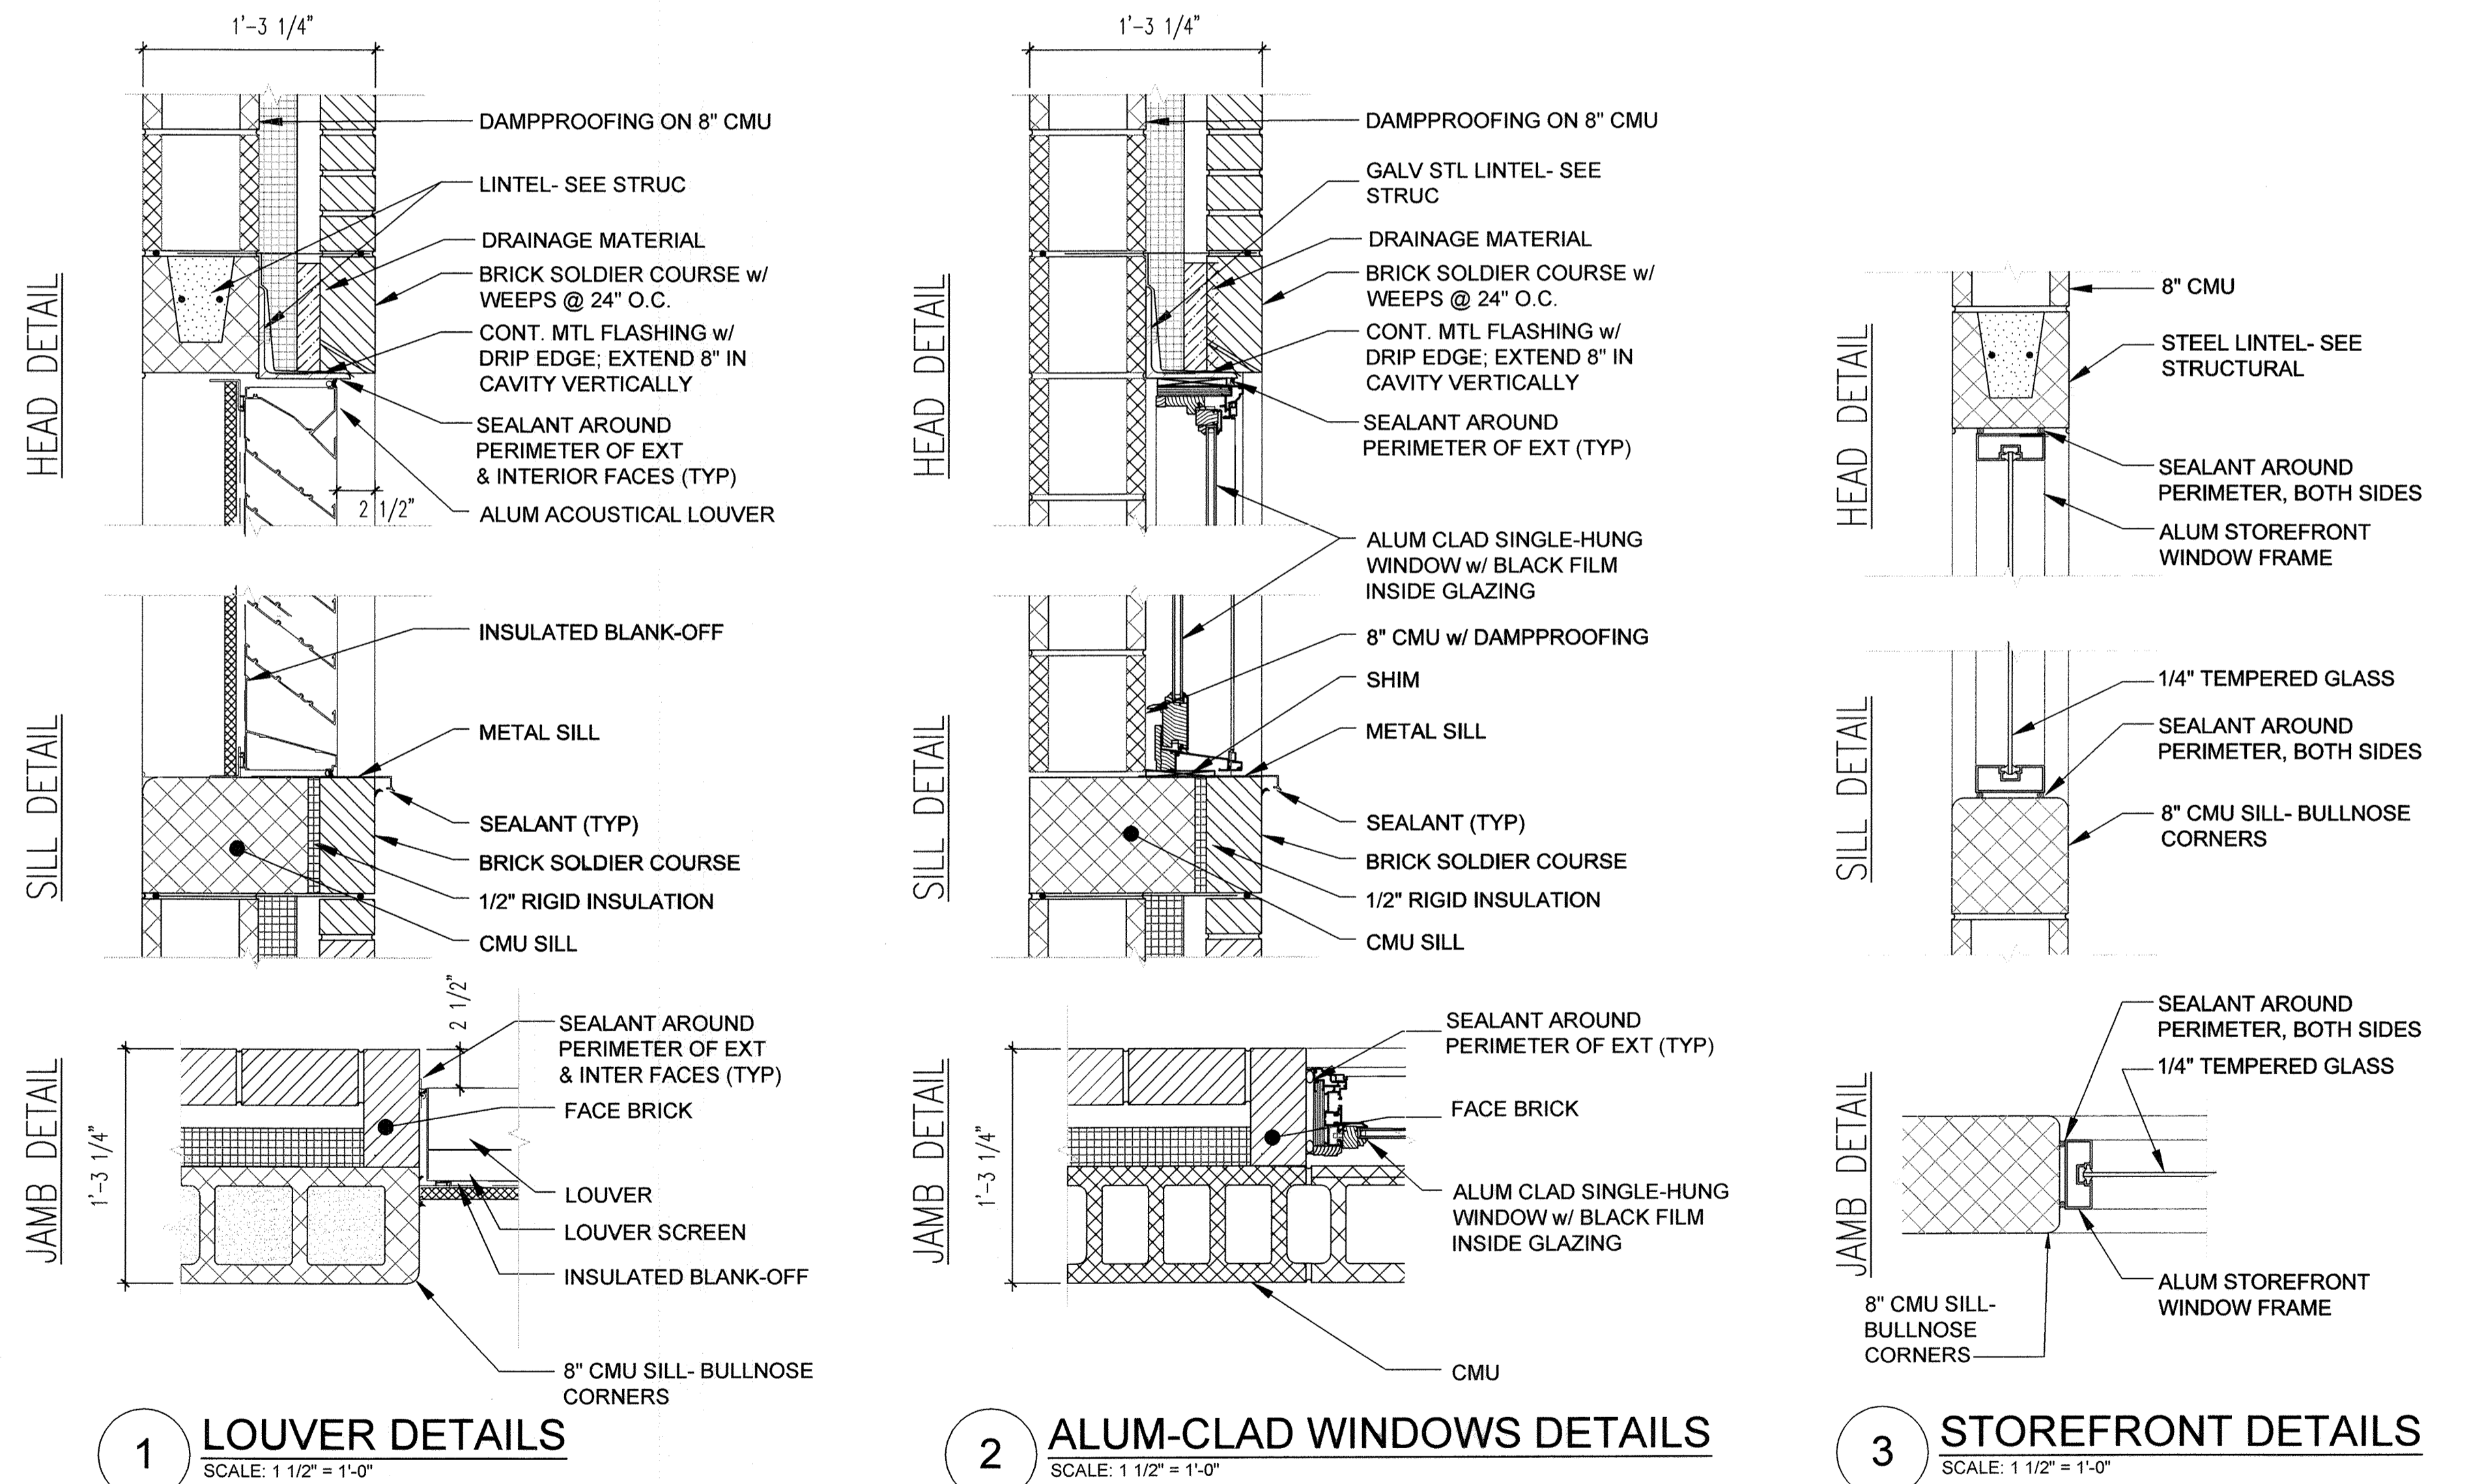 1'-3 1/4"
HEAD DETAIL
DAMPPROOFING ON 8" CMU
LINTEL- SEE STRUC
DRAINAGE MATERIAL
BRICK SOLDIER COURSE w/
WEEPS @ 24" O.C.
CONT. MTL FLASHING w/
DRIP EDGE; EXTEND 8" IN
CAVITY VERTICALLY
SEALANT AROUND
PERIMETER OF EXT
& INTERIOR FACES (TYP)
2 1/2"
ALUM ACOUSTICAL LOUVER
SILL DETAIL
INSULATED BLANK-OFF
METAL SILL
SEALANT (TYP)
BRICK SOLDIER COURSE
1/2" RIGID INSULATION
CMU SILL
JAMB DETAIL
1'-3 1/4"
2 1/2"
SEALANT AROUND
PERIMETER OF EXT
& INTER FACES (TYP)
FACE BRICK
LOUVER
LOUVER SCREEN
INSULATED BLANK-OFF
8" CMU SILL- BULLNOSE
CORNERS
1
LOUVER DETAILS
SCALE: 1 1/2" = 1'-0"
1'-3 1/4"
HEAD DETAIL
DAMPPROOFING ON 8" CMU
GALV STL LINTEL- SEE
STRUC
DRAINAGE MATERIAL
BRICK SOLDIER COURSE w/
WEEPS @ 24" O.C.
CONT. MTL FLASHING w/
DRIP EDGE; EXTEND 8" IN
CAVITY VERTICALLY
SEALANT AROUND
PERIMETER OF EXT (TYP)
ALUM CLAD SINGLE-HUNG
WINDOW w/ BLACK FILM
INSIDE GLAZING
SILL DETAIL
8" CMU w/ DAMPPROOFING
SHIM
METAL SILL
SEALANT (TYP)
BRICK SOLDIER COURSE
1/2" RIGID INSULATION
CMU SILL
JAMB DETAIL
1'-3 1/4"
SEALANT AROUND
PERIMETER OF EXT (TYP)
FACE BRICK
ALUM CLAD SINGLE-HUNG
WINDOW w/ BLACK FILM
INSIDE GLAZING
CMU
2
ALUM-CLAD WINDOWS DETAILS
SCALE: 1 1/2" = 1'-0"
HEAD DETAIL
8" CMU
STEEL LINTEL- SEE
STRUCTURAL
SEALANT AROUND
PERIMETER, BOTH SIDES
ALUM STOREFRONT
WINDOW FRAME
SILL DETAIL
1/4" TEMPERED GLASS
SEALANT AROUND
PERIMETER, BOTH SIDES
8" CMU SILL- BULLNOSE
CORNERS
JAMB DETAIL
SEALANT AROUND
PERIMETER, BOTH SIDES
1/4" TEMPERED GLASS
ALUM STOREFRONT
WINDOW FRAME
8" CMU SILL-
BULLNOSE
CORNERS
3
STOREFRONT DETAILS
SCALE: 1 1/2" = 1'-0"